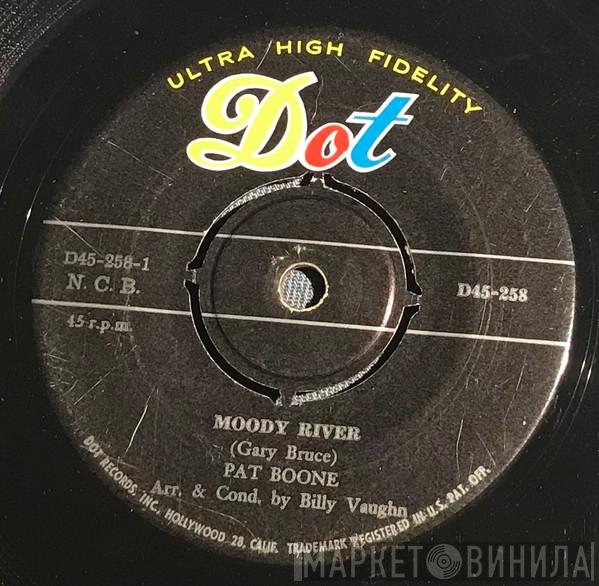 ULTRA HIGH FIDELITY
Dot
D45-258-1
N. C. B.
D45-258
45 r.p.m.
MOODY RIVER
(Gary Bruce)
PAT BOONE
Arr. & Cond. by Billy Vaughn
DOT RECORDS, INC., HOLLYWOOD 28, CALIF. TRADEMARK REGISTERED IN U.S. PAT. OFF.
МАРКЕТ ВИНИЛА